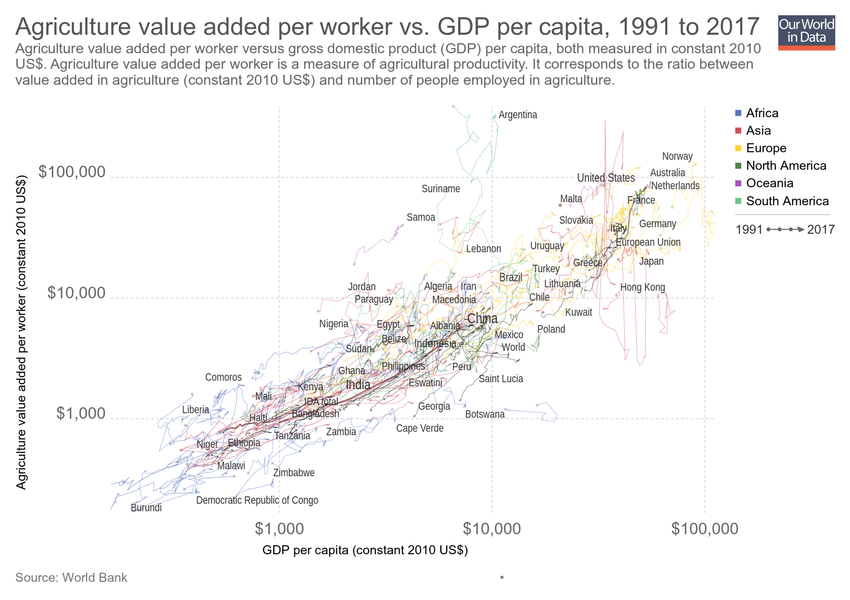 Agriculture value added per worker vs. GDP per capita, 1991 to 2017
Our World
in Data
Agriculture value added per worker versus gross domestic product (GDP) per capita, both measured in constant 2010
US$. Agriculture value added per worker is a measure of agricultural productivity. It corresponds to the ratio between
value added in agriculture (constant 2010 US$) and number of people employed in agriculture.
Africa
Asia
Europe
North America
Oceania
South America
1991
2017
Agriculture value added per worker (constant 2010 US$)
$100,000
$10,000
$1,000
Argentina
Norway
United States
Australia
Netherlands
Suriname
Malta
France
Samoa
Slovakia
Italy
Germany
Lebanon
Uruguay
European Union
Greece
Japan
Turkey
Brazil
Jordan
Algeria
Iran
Lithuania
Hong Kong
Paraguay
Macedonia
Chile
Kuwait
Nigeria
Egypt
Albania
China
Poland
Belize
Indonesia
Mexico
Sudan
World
Ghana
Philippines
Peru
Comoros
Kenya
India
Eswatini
Saint Lucia
Mali
IDA total
Georgia
Liberia
Haiti
Bangladesh
Botswana
Niger
Ethiopia
Tanzania
Zambia
Cape Verde
Malawi
Zimbabwe
Democratic Republic of Congo
Burundi
$1,000
$10,000
$100,000
GDP per capita (constant 2010 US$)
Source: World Bank